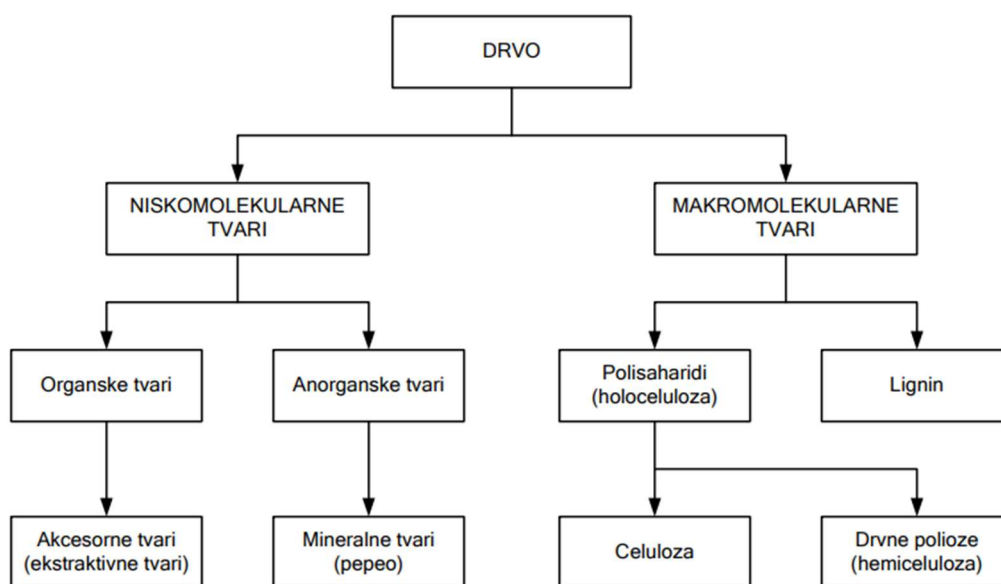 DRVO
NISKOMOLEKULARNE
TVARI
MAKROMOLEKULARNE
TVARI
Organske tvari
Anorganske tvari
Polisaharidi
(holoceluloza)
Lignin
Akcesorne tvari
(ekstraktivne tvari)
Mineralne tvari
(pepeo)
Celuloza
Drvne polioze
(hemiceluloza)